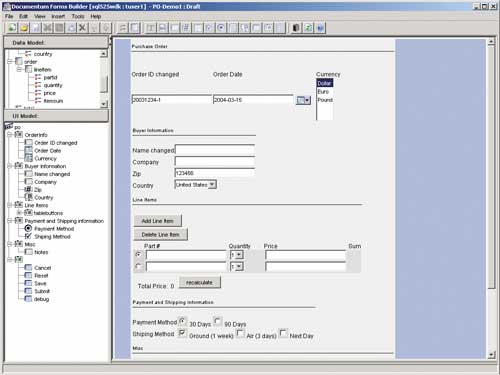 Documentum Forms Builder [sql525wdk : tuser1] - PO-Demo1 : Draft
File Edit Insert Tools Help
Data Model:
country
order
lineitem
partid
quantity
price
itemsum
UI Model:
po
OrderInfo
Order ID changed
Order Date
Currency
Buyer Information
Name changed
Company
Zip
Country
Line Items
tablebuttons
Payment and Shipping information
Payment Method
Shiping Method
Misc
Notes
Cancel
Reset
Save
Submit
debug
Purchase Order
Order ID changed Order Date Currency
20031234-1 2004-03-15 Dollar
Euro
Pound
Buyer Information
Name changed
Company
Zip 123456
Country United States
Line Items
Add Line Item
Delete Line Item
Part # Quantity Price Sum
1
1
Total Price: 0 recalculate
Payment and Shipping information
Payment Method 30 Days 90 Days
Shiping Method Ground (1 week) Air (3 days) Next Day
Misc